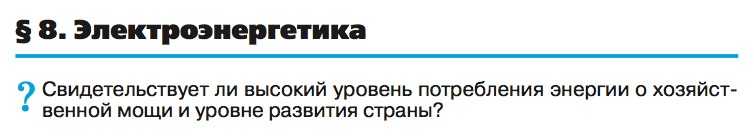 § 8. Электроэнергетика
? Свидетельствует ли высокий уровень потребления энергии о хозяйст-
венной мощи и уровне развития страны?